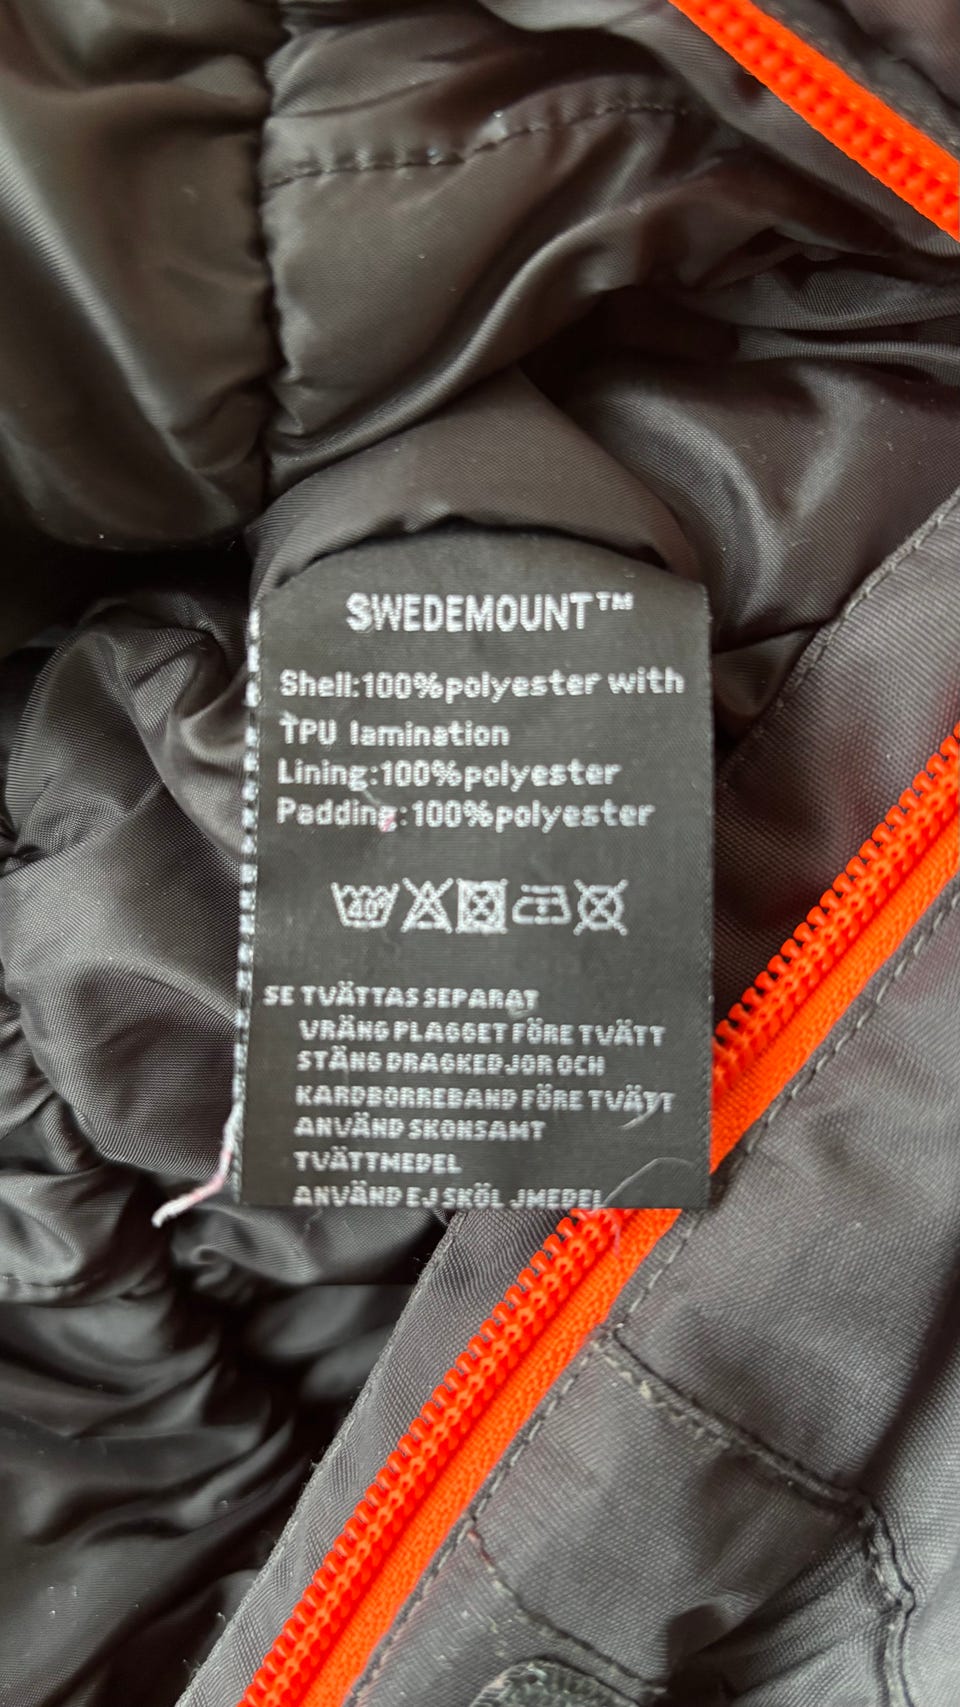 SWEDEMOUNT™
Shell:100%polyester with
TPU lamination
Lining:100%polyester
Padding:100%polyester
40°
SE TVÄTTAS SEPARAT
VRÄNG PLAGGET FÖRE TVÄTT
STÄNG DRAGKEDJOR OCH
KARDBORREBAND FÖRE TVÄTT
ANVÄND SKONSAMT
TVÄTTMEDEL
ANVÄND EJ SKÖLJMEDEL